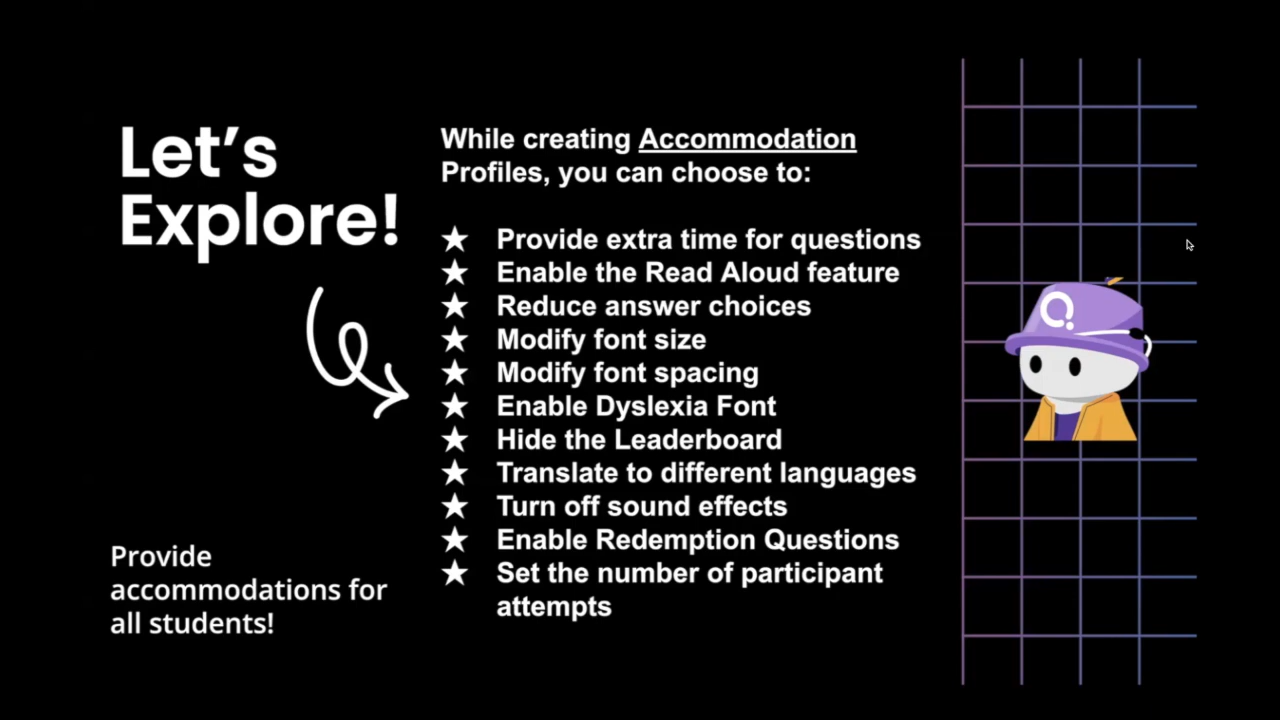 Let’s
Explore!
While creating Accommodation
Profiles, you can choose to:
★ Provide extra time for questions
★ Enable the Read Aloud feature
★ Reduce answer choices
★ Modify font size
★ Modify font spacing
★ Enable Dyslexia Font
★ Hide the Leaderboard
★ Translate to different languages
★ Turn off sound effects
★ Enable Redemption Questions
★ Set the number of participant
attempts
Provide
accommodations for
all students!